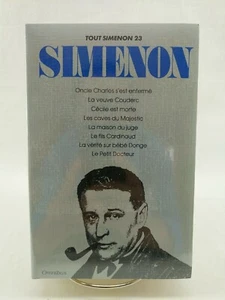 TOUT SIMENON 23
SIMENON
Oncle Charles s'est enfermé
La veuve Couderc
Cécile est morte
Les caves du Majestic
La maison du juge
Le fils Cardinaud
La vérité sur bébé Donge
Le Petit Docteur
Omnibus